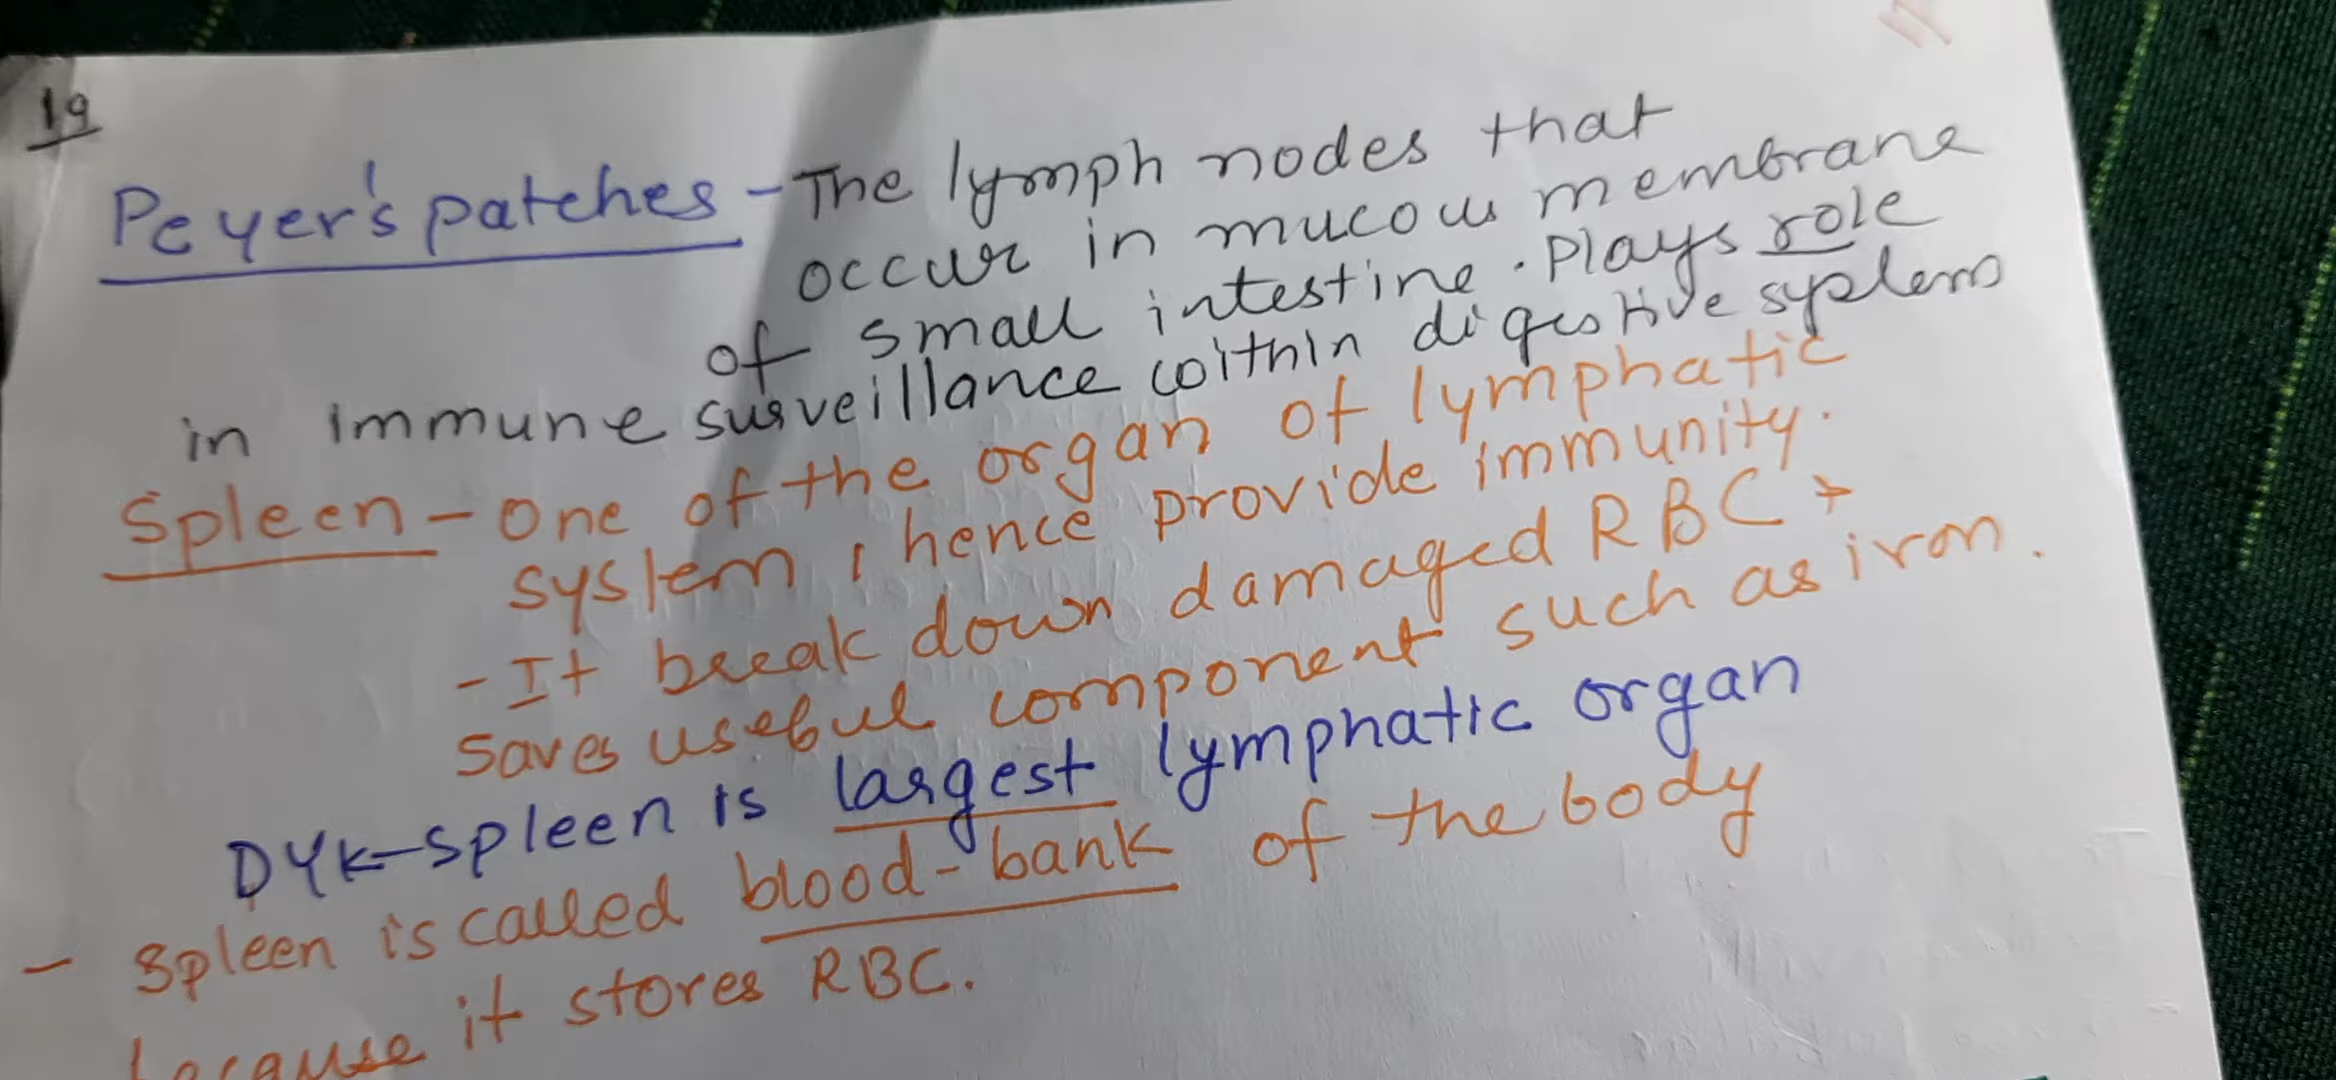 19
Peyer's patches - The lymph nodes that
occur in mucous membrane
of small intestine. Plays role
in immune surveillance within digestive system
Spleen - one of the organ of lymphatic
system, hence provide immunity.
- It break down damaged RBC +
saves useful component such as iron.
DYK - spleen is largest lymphatic organ
- Spleen is called blood-bank of the body
because it stores RBC.